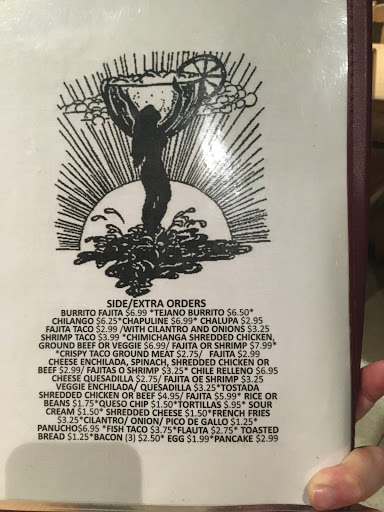 SIDE/EXTRA ORDERS
BURRITO FAJITA $6.99 *TEJANO BURRITO $6.50*
CHILANGO $6.25*CHAPULINE $6.99* CHALUPA $2.95
FAJITA TACO $2.99 /WITH CILANTRO AND ONIONS $3.25
SHRIMP TACO $3.99 *CHIMICHANGA SHREDDED CHICKEN,
GROUND BEEF OR VEGGIE $6.99/ FAJITA OR SHRIMP $7.99*
*CRISPY TACO GROUND MEAT $2.75/ FAJITA $2.99
CHEESE ENCHILADA, SPINACH, SHREDDED CHICKEN OR
BEEF $2.99/ FAJITAS O SHRIMP $3.25* CHILE RELLENO $6.95
CHEESE QUESADILLA $2.75/ FAJITA OE SHRIMP $3.25
VEGGIE ENCHILADA/ QUESADILLA $3.25*TOSTADA
SHREDDED CHICKEN OR BEEF $4.95/ FAJITA $5.99* RICE OR
BEANS $1.75*QUESO CHIP $1.50*TORTILLAS $.95* SOUR
CREAM $1.50* SHREDDED CHEESE $1.50*FRENCH FRIES
$3.25*CILANTRO/ ONION/ PICO DE GALLO $1.25*
PANUCHO$6.95 *FISH TACO $3.75*FLAUTA $2.75* TOASTED
BREAD $1.25*BACON (3) $2.50* EGG $1.99*PANCAKE $2.99